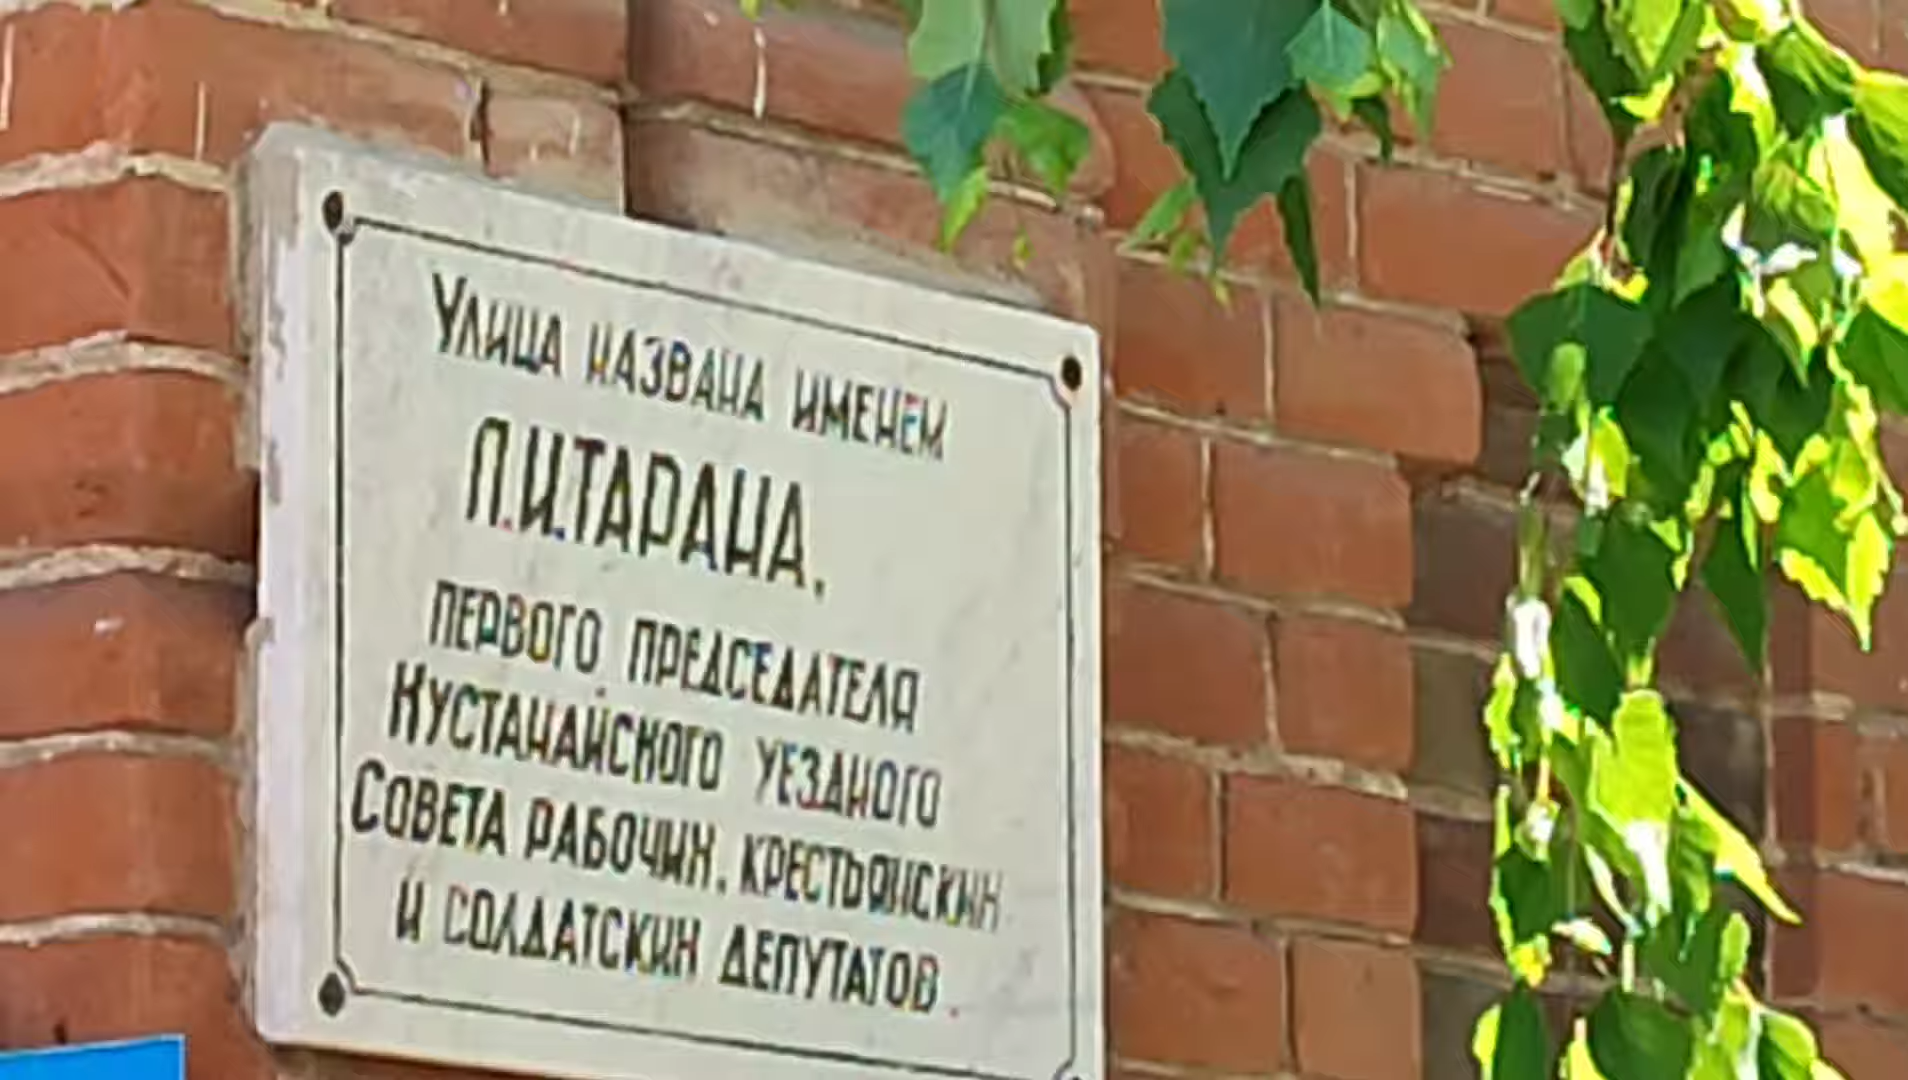 Улица названа именем
П.И.ТАРАНА,
первого председателя
Кустанайского уездного
Совета рабочих, крестьянских
и солдатских депутатов.